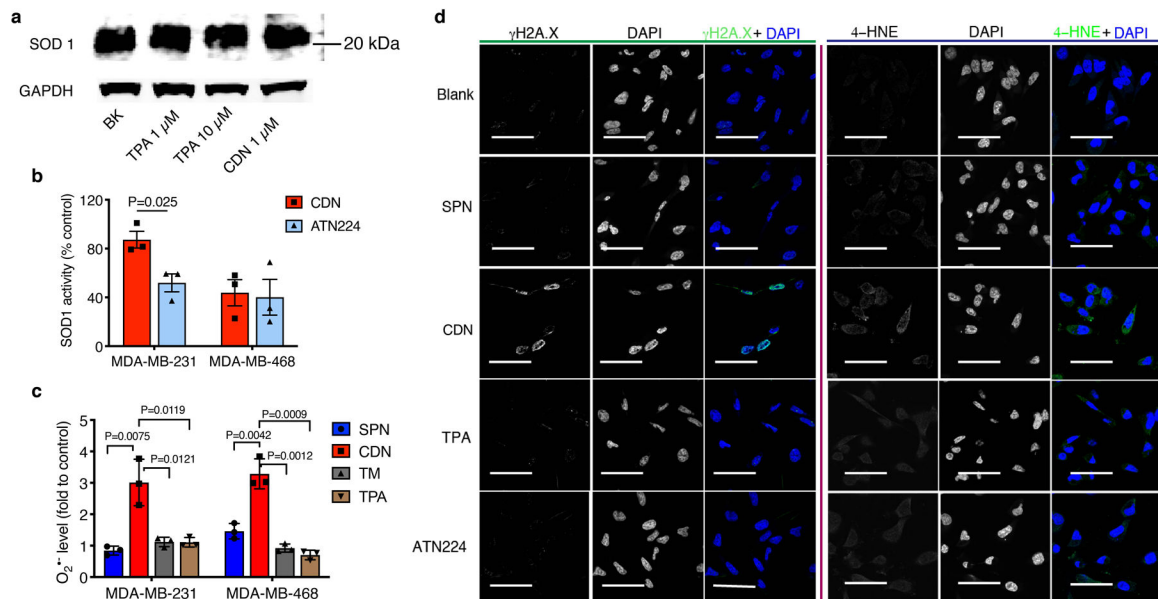 a
SOD 1
20 kDa
GAPDH
BK
TPA 1 µM
TPA 10 µM
CDN 1 µM
b
SOD1 activity (% control)
120
80
40
0
P=0.025
CDN
ATN224
MDA-MB-231
MDA-MB-468
c
O₂•− level (fold to control)
5
4
3
2
1
0
P=0.0119
P=0.0075
P=0.0121
P=0.0009
P=0.0042
P=0.0012
SPN
CDN
TM
TPA
MDA-MB-231
MDA-MB-468
d
γH2A.X DAPI γH2A.X + DAPI 4–HNE DAPI 4–HNE + DAPI
Blank
SPN
CDN
TPA
ATN224